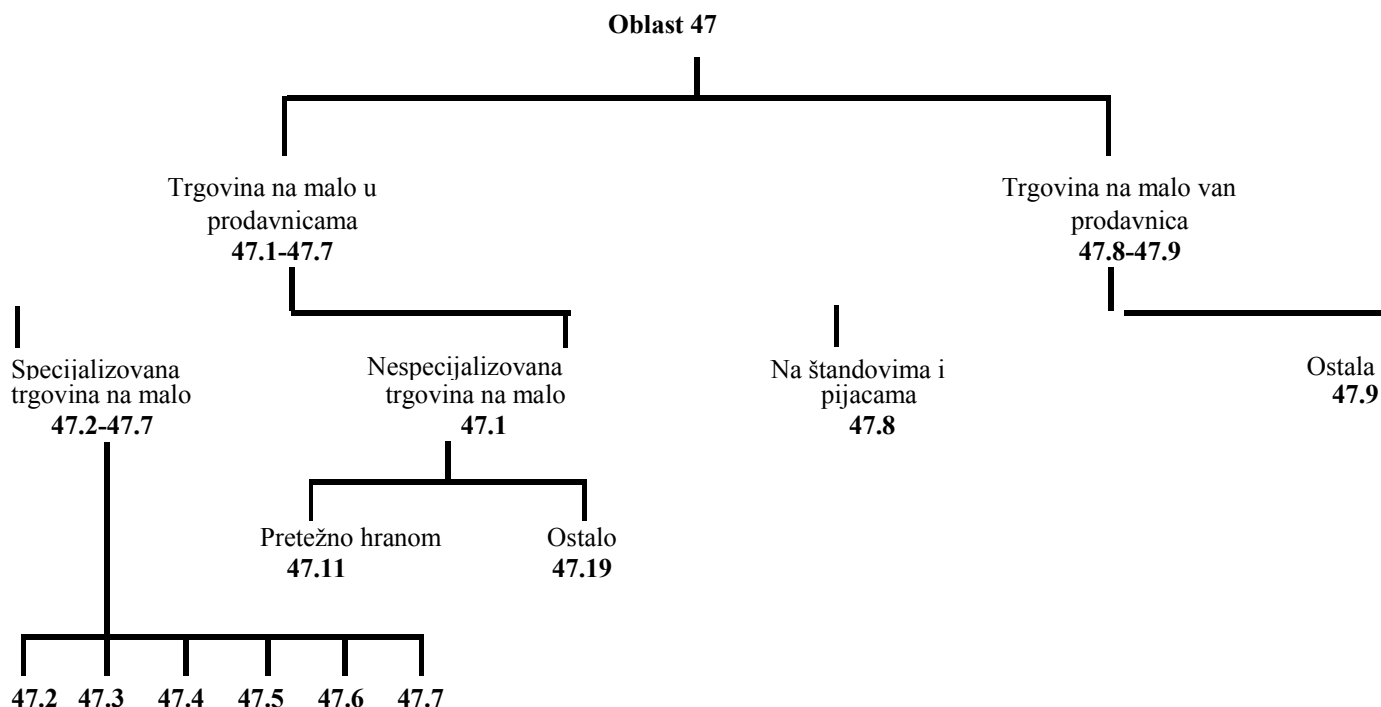 Oblast 47
Trgovina na malo u
prodavnicama
47.1-47.7
Trgovina na malo van
prodavnica
47.8-47.9
Specijalizovana
trgovina na malo
47.2-47.7
Nespecijalizovana
trgovina na malo
47.1
Na štandovima i
pijacama
47.8
Ostala
47.9
Pretežno hranom
47.11
Ostalo
47.19
47.2 47.3 47.4 47.5 47.6 47.7